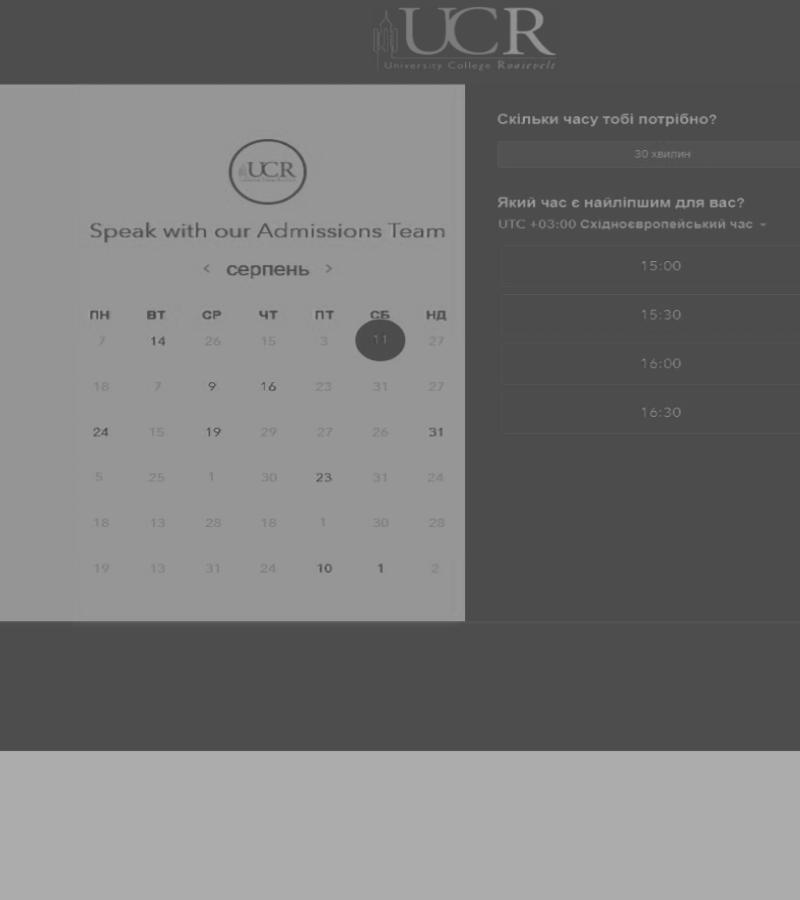 UCR
University College Roosevelt
UCR
Speak with our Admissions Team
< серпень >
ПН ВТ СР ЧТ ПТ СБ НД
7 14 26 15 3 11 27
18 7 9 16 23 31 27
24 15 19 29 27 26 31
5 25 1 30 23 31 24
18 13 28 18 1 30 28
19 13 31 24 10 1 2
Скільки часу тобі потрібно?
30 хвилин
Який час є найліпшим для вас?
UTC +03:00 Східноєвропейський час
15:00
15:30
16:00
16:30